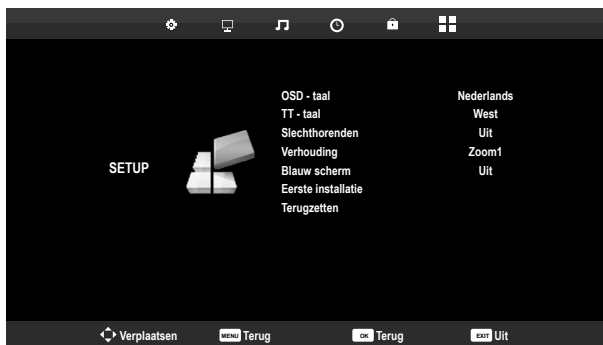 OSD - taal Nederlands
TT - taal West
Slechthorenden Uit
Verhouding Zoom1
SETUP
Blauw scherm Uit
Eerste installatie
Terugzetten
Verplaatsen MENU Terug OK Terug EXIT Uit